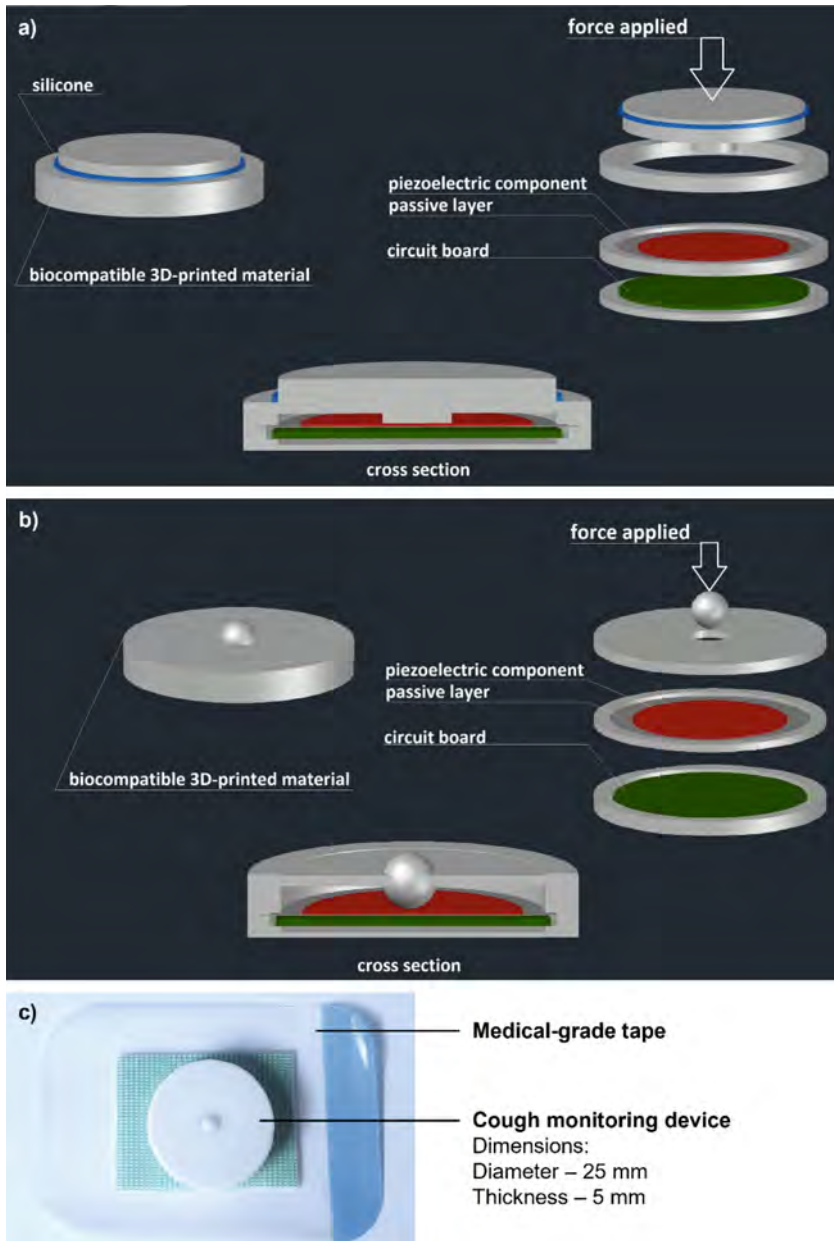 a)
force applied
silicone
piezoelectric component
passive layer
circuit board
biocompatible 3D-printed material
cross section
b)
force applied
piezoelectric component
passive layer
circuit board
biocompatible 3D-printed material
cross section
c)
Medical-grade tape
Cough monitoring device
Dimensions:
Diameter – 25 mm
Thickness – 5 mm